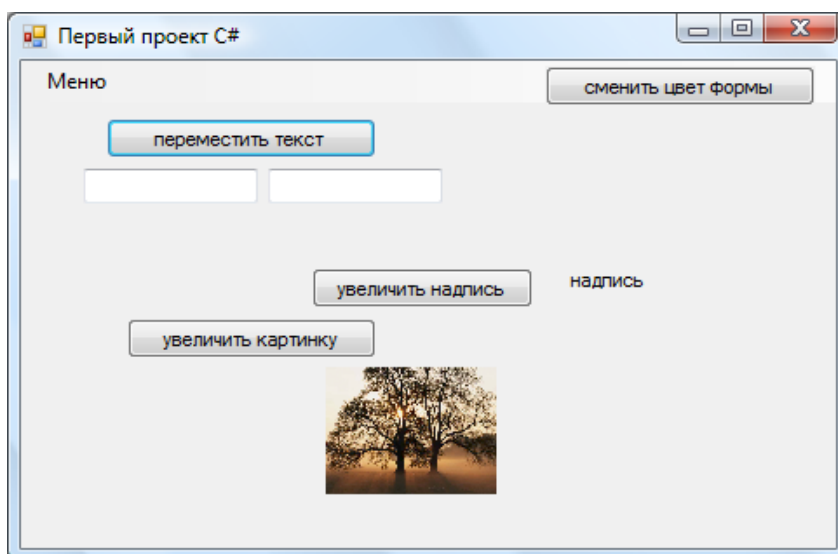 Первый проект C#
Меню
сменить цвет формы
переместить текст
увеличить надпись
надпись
увеличить картинку